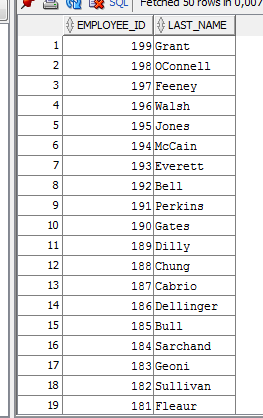 SQL | Fetched 50 rows in 0,007
EMPLOYEE_ID LAST_NAME
1 199 Grant
2 198 OConnell
3 197 Feeney
4 196 Walsh
5 195 Jones
6 194 McCain
7 193 Everett
8 192 Bell
9 191 Perkins
10 190 Gates
11 189 Dilly
12 188 Chung
13 187 Cabrio
14 186 Dellinger
15 185 Bull
16 184 Sarchand
17 183 Geoni
18 182 Sullivan
19 181 Fleaur